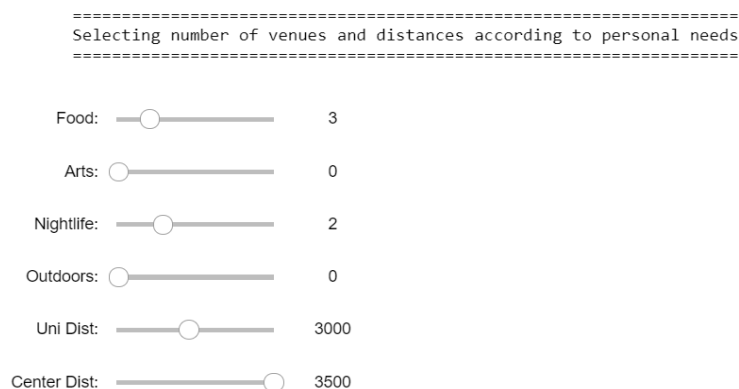 ====================================================================
Selecting number of venues and distances according to personal needs
====================================================================
Food: 3
Arts: 0
Nightlife: 2
Outdoors: 0
Uni Dist: 3000
Center Dist: 3500